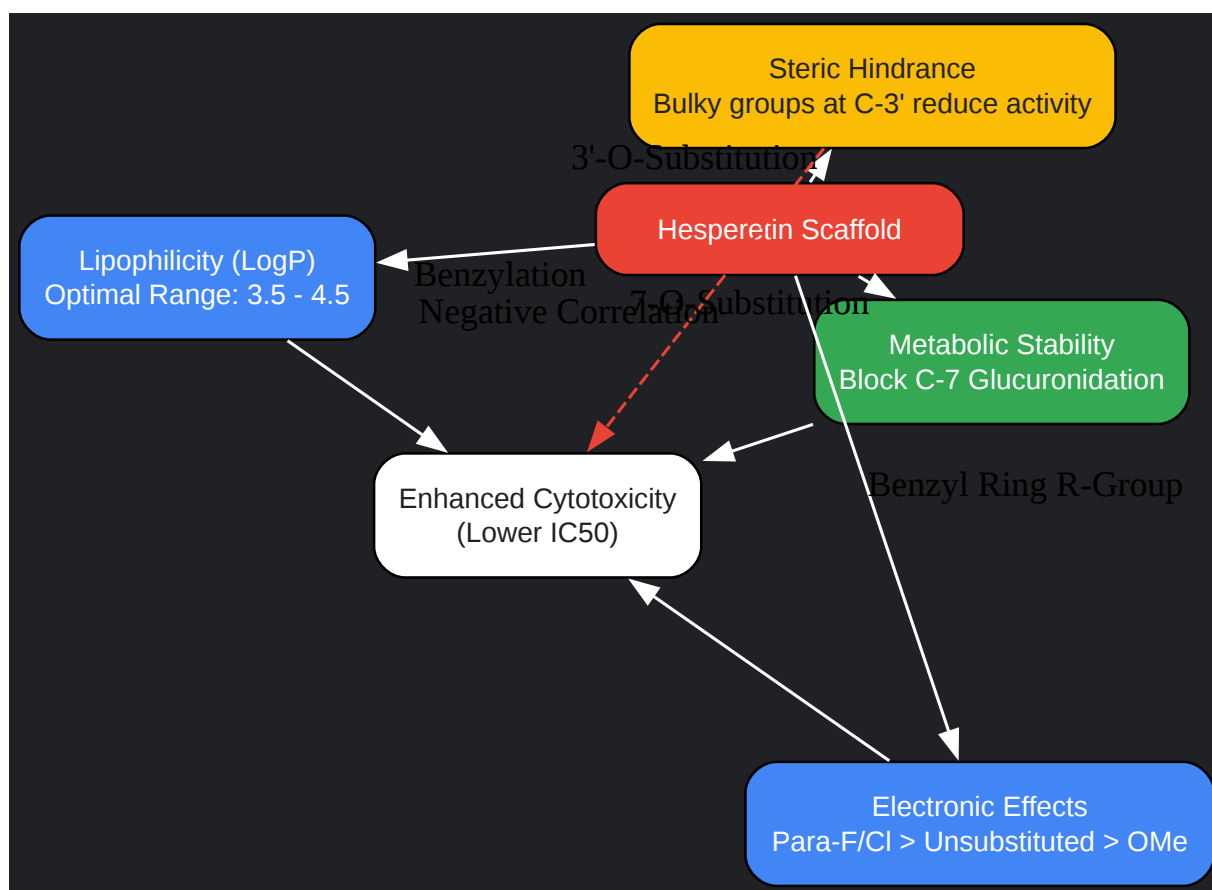 Steric Hindrance
Bulky groups at C-3' reduce activity
3'-O-Substitution
Hesperetin Scaffold
Lipophilicity (LogP)
Optimal Range: 3.5 - 4.5
Benzylation
Negative Correlation
7-O-Substitution
Metabolic Stability
Block C-7 Glucuronidation
Benzyl Ring R-Group
Enhanced Cytotoxicity
(Lower IC50)
Electronic Effects
Para-F/Cl > Unsubstituted > OMe